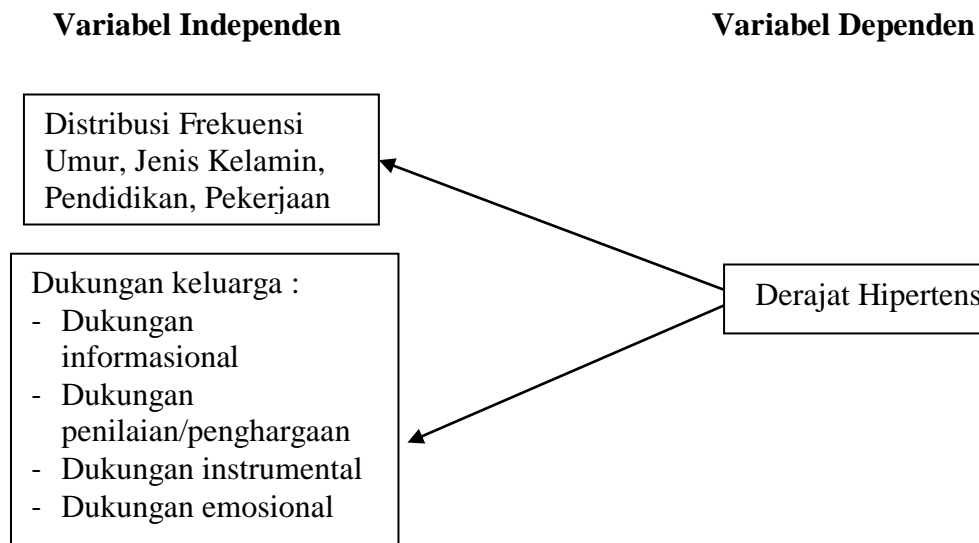 Variabel Independen
Variabel Dependen
Distribusi Frekuensi
Umur, Jenis Kelamin,
Pendidikan, Pekerjaan
Dukungan keluarga :
- Dukungan
informasional
- Dukungan
penilaian/penghargaan
- Dukungan instrumental
- Dukungan emosional
Derajat Hipertens